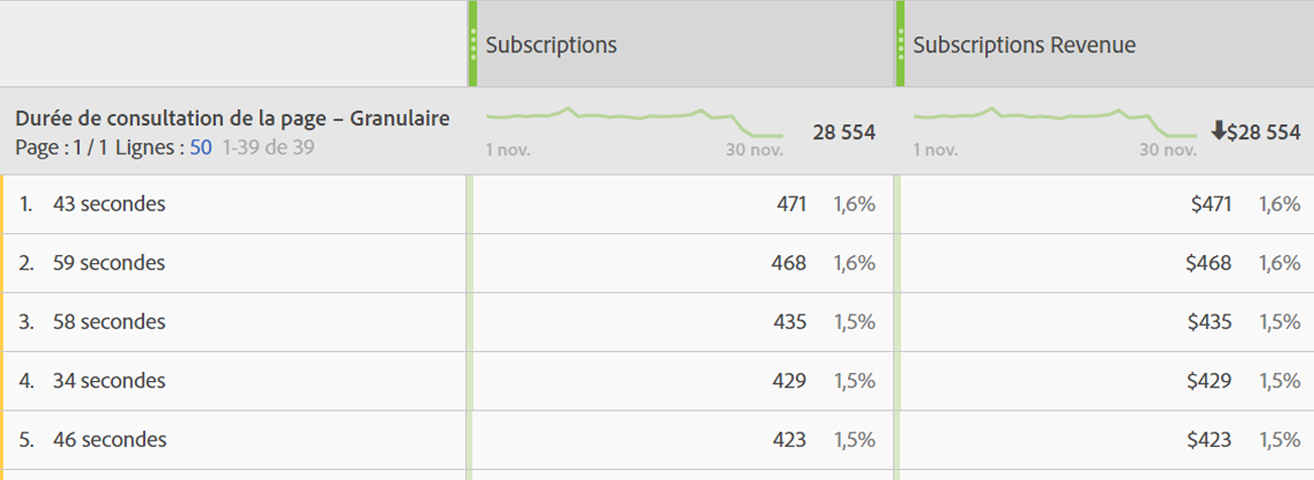 Subscriptions Subscriptions Revenue
Durée de consultation de la page – Granulaire
Page : 1 / 1 Lignes : 50 1-39 de 39
28 554 $28 554
1 nov. 30 nov. 1 nov. 30 nov.
1. 43 secondes 471 1,6% $471 1,6%
2. 59 secondes 468 1,6% $468 1,6%
3. 58 secondes 435 1,5% $435 1,5%
4. 34 secondes 429 1,5% $429 1,5%
5. 46 secondes 423 1,5% $423 1,5%